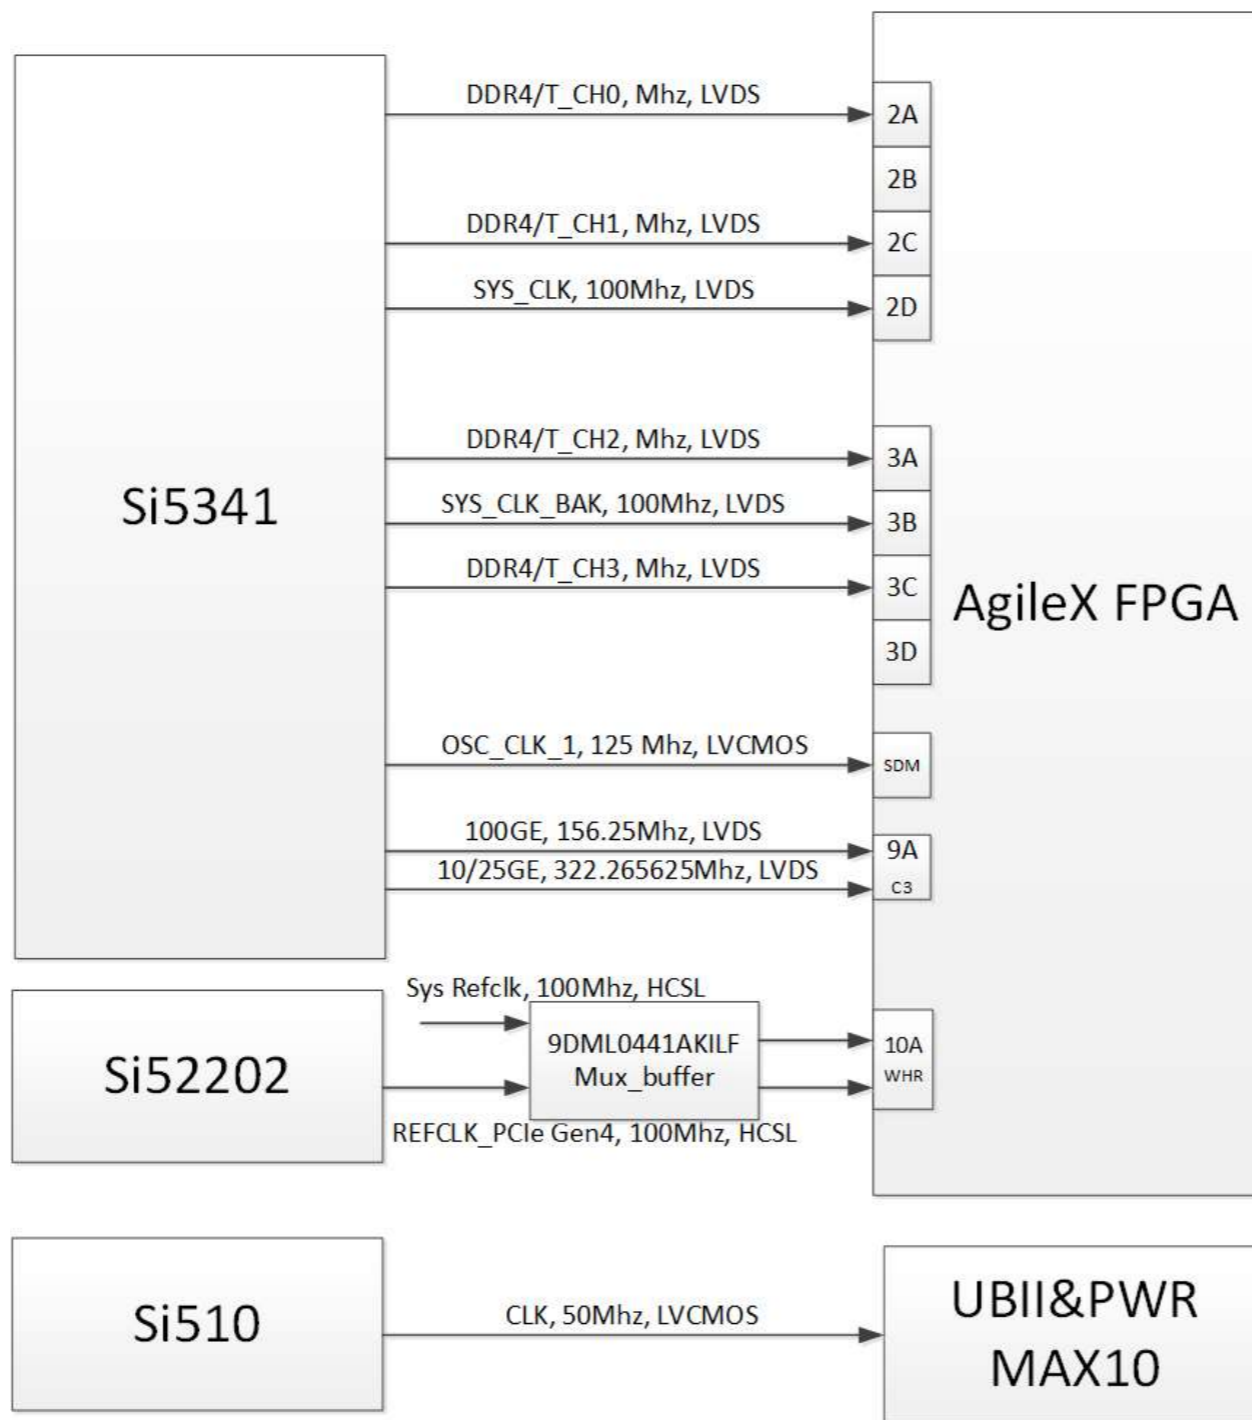 DDR4/T_CH0, Mhz, LVDS
2A
2B
DDR4/T_CH1, Mhz, LVDS
2C
SYS_CLK, 100Mhz, LVDS
2D
DDR4/T_CH2, Mhz, LVDS
3A
Si5341
SYS_CLK_BAK, 100Mhz, LVDS
3B
DDR4/T_CH3, Mhz, LVDS
3C
AgileX FPGA
3D
OSC_CLK_1, 125 Mhz, LVCMOS
SDM
100GE, 156.25Mhz, LVDS
9A
10/25GE, 322.265625Mhz, LVDS
C3
Sys Refclk, 100Mhz, HCSL
9DML0441AKILF
Mux_buffer
10A
WHR
Si52202
REFCLK_PCIe Gen4, 100Mhz, HCSL
Si510
CLK, 50Mhz, LVCMOS
UBII&PWR
MAX10